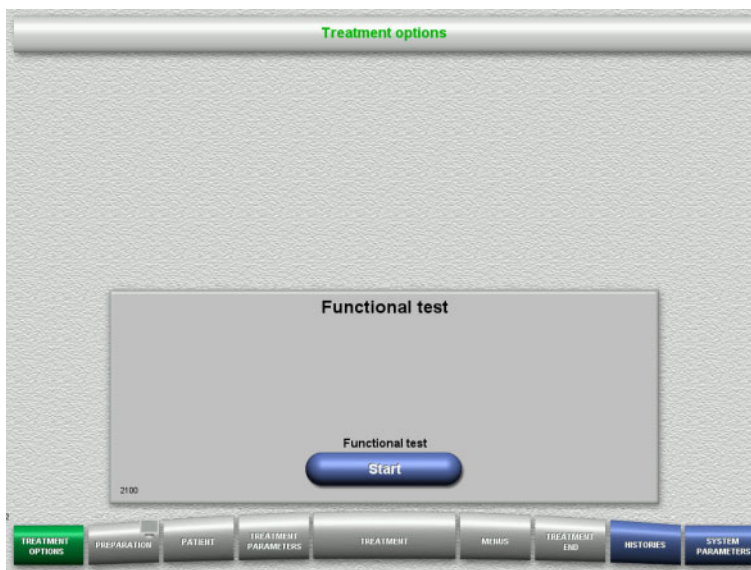 Treatment options
Functional test
Functional test
Start
2100
TREATMENT
OPTIONS
PREPARATION
PATIENT
TREATMENT
PARAMETERS
TREATMENT
MENUS
TREATMENT
END
HISTORIES
SYSTEM
PARAMETERS